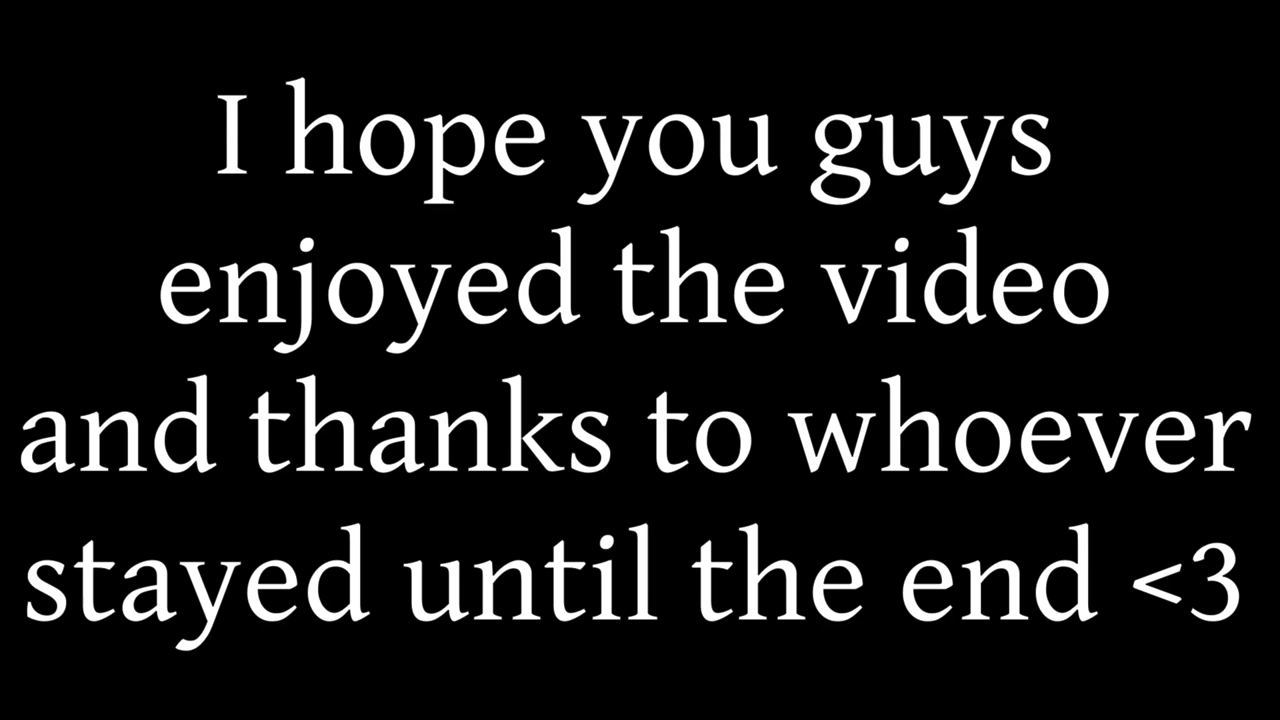 I hope you guys
enjoyed the video
and thanks to whoever
stayed until the end <3